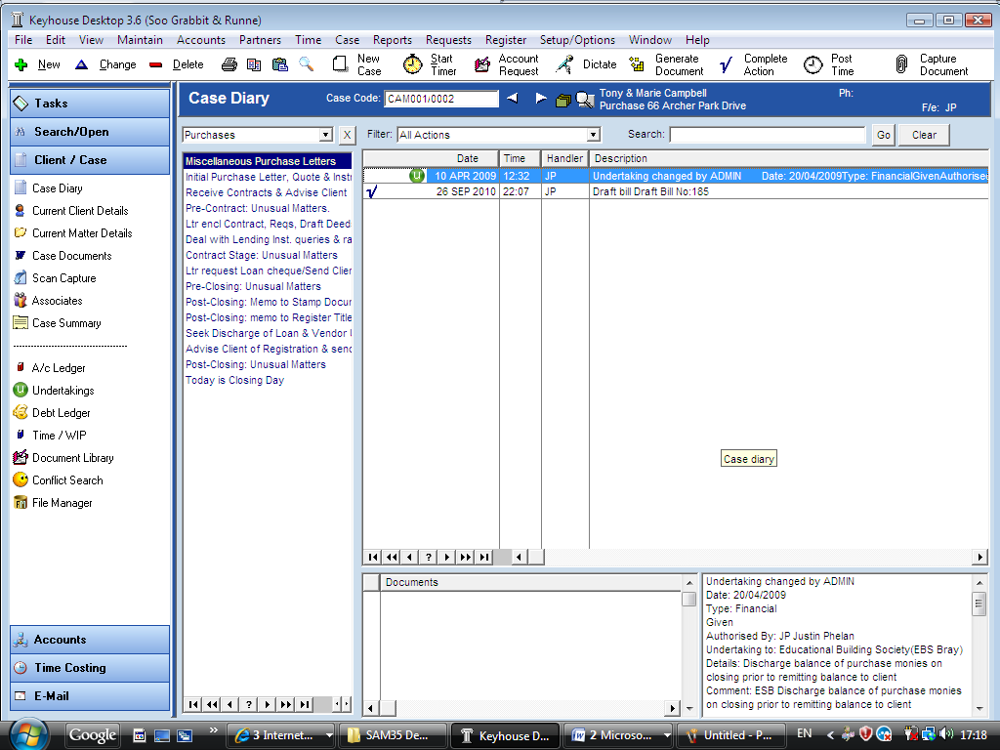 Keyhouse Desktop 3.6 (Soo Grabbit & Runne)
File Edit View Maintain Accounts Partners Time Case Reports Requests Register Setup/Options Window Help
New Change Delete New Case Start Timer Account Request Dictate Generate Document Complete Action Post Time Capture Document
Tasks
Search/Open
Client / Case
Case Diary
Current Client Details
Current Matter Details
Case Documents
Scan Capture
Associates
Case Summary
A/c Ledger
Undertakings
Debt Ledger
Time / WIP
Document Library
Conflict Search
File Manager
Accounts
Time Costing
E-Mail
Case Diary Case Code: CAM001/0002 Tony & Marie Campbell Ph:
Purchase 66 Archer Park Drive F/e: JP
Purchases X Filter: All Actions Search: Go Clear
Miscellaneous Purchase Letters
Initial Purchase Letter, Quote & Instr
Receive Contracts & Advise Client
Pre-Contract: Unusual Matters.
Ltr encl Contract, Reqs, Draft Deed
Deal with Lending Inst. queries & ra
Contract Stage: Unusual Matters
Ltr request Loan cheque/Send Clier
Pre-Closing: Unusual Matters
Post-Closing: Memo to Stamp Docur
Post-Closing: memo to Register Title
Seek Discharge of Loan & Vendor U
Advise Client of Registration & senc
Post-Closing: Unusual Matters
Today is Closing Day
Date Time Handler Description
u 10 APR 2009 12:32 JP Undertaking changed by ADMIN Date: 20/04/2009Type: FinancialGivenAuthorise
26 SEP 2010 22:07 JP Draft bill Draft Bill No:185
Case diary
Documents
Undertaking changed by ADMIN
Date: 20/04/2009
Type: Financial
Given
Authorised By: JP Justin Phelan
Undertaking to: Educational Building Society(EBS Bray)
Details: Discharge balance of purchase monies on
closing prior to remitting balance to client
Comment: ESB Discharge balance of purchase monies
on closing prior to remitting balance to client
Google » 3 Internet... SAM35 De... Keyhouse D... 2 Microso... Untitled - P... EN < 17:18